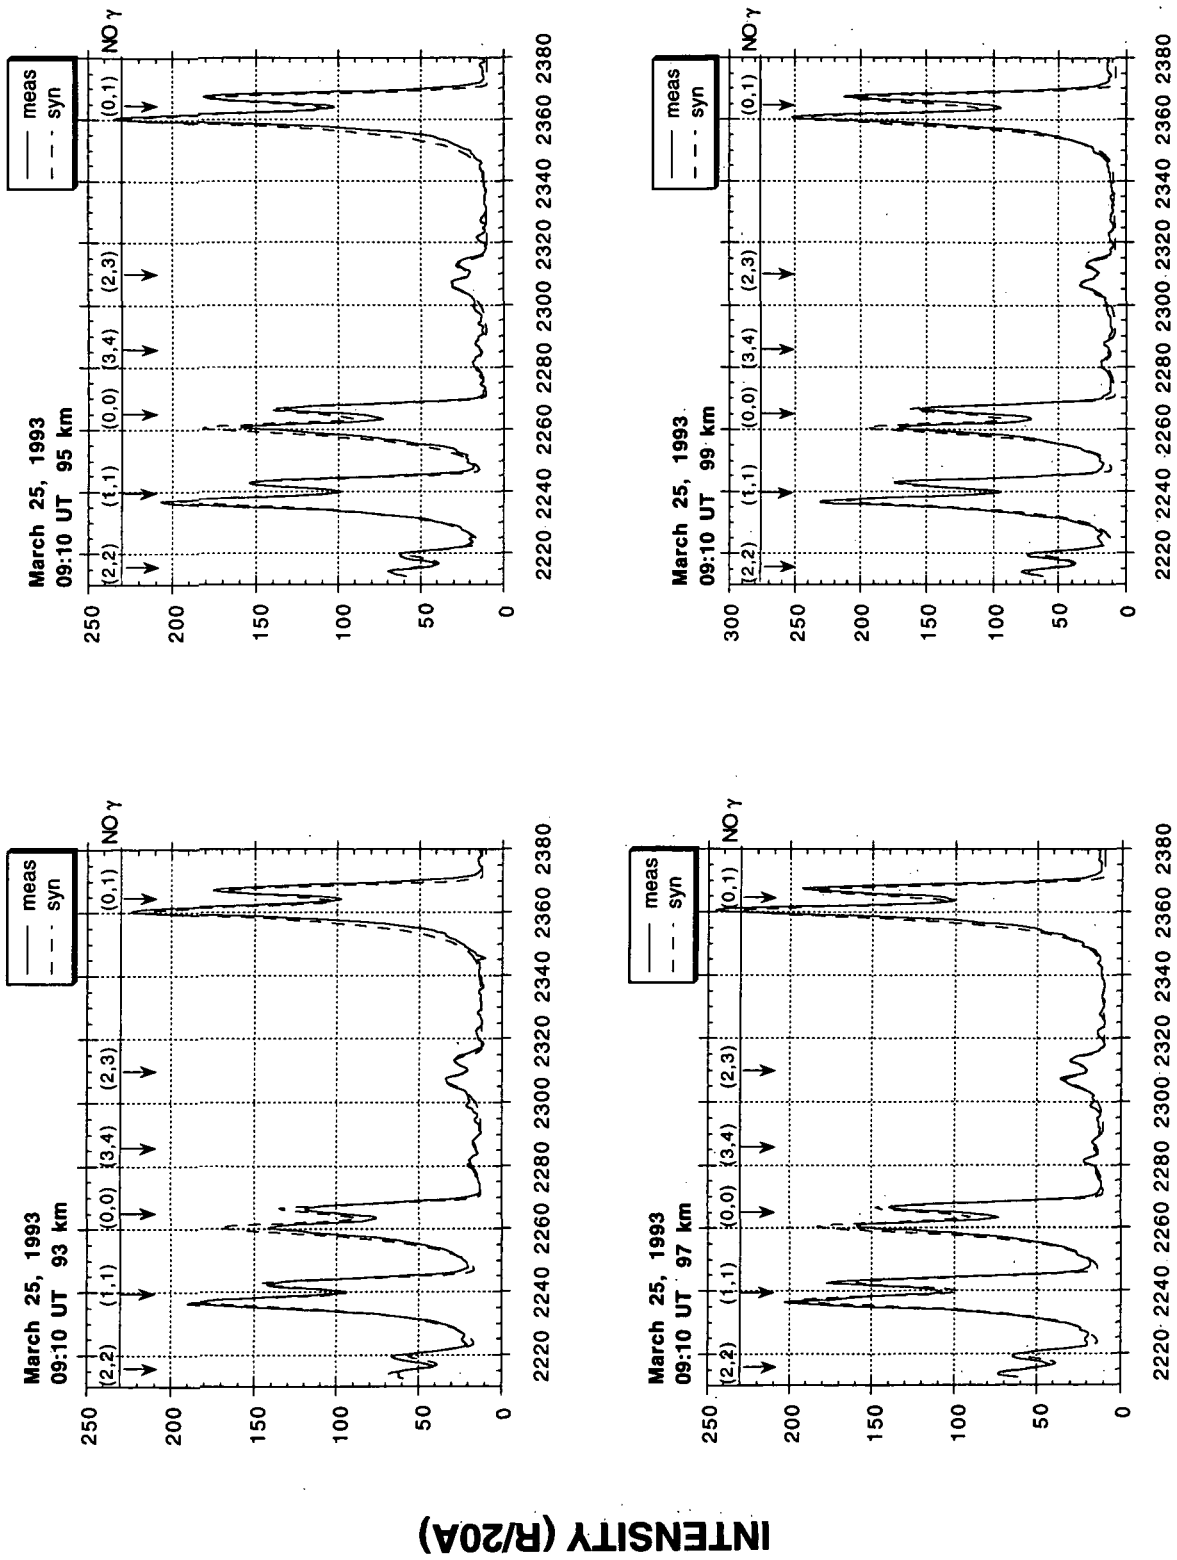 INTENSITY (R/20A)
March 25, 1993
09:10 UT 93 km
NO γ
(2,2) (1,1) (0,0) (3,4) (2,3) (0,1)
meas
syn
250
200
150
100
50
0
2220 2240 2260 2280 2300 2320 2340 2360 2380
March 25, 1993
09:10 UT 95 km
NO γ
(2,2) (1,1) (0,0) (3,4) (2,3) (0,1)
meas
syn
250
200
150
100
50
0
2220 2240 2260 2280 2300 2320 2340 2360 2380
March 25, 1993
09:10 UT 97 km
NO γ
(2,2) (1,1) (0,0) (3,4) (2,3) (0,1)
meas
syn
250
200
150
100
50
0
2220 2240 2260 2280 2300 2320 2340 2360 2380
March 25, 1993
09:10 UT 99 km
NO γ
(2,2) (1,1) (0,0) (3,4) (2,3) (0,1)
meas
syn
300
250
200
150
100
50
0
2220 2240 2260 2280 2300 2320 2340 2360 2380